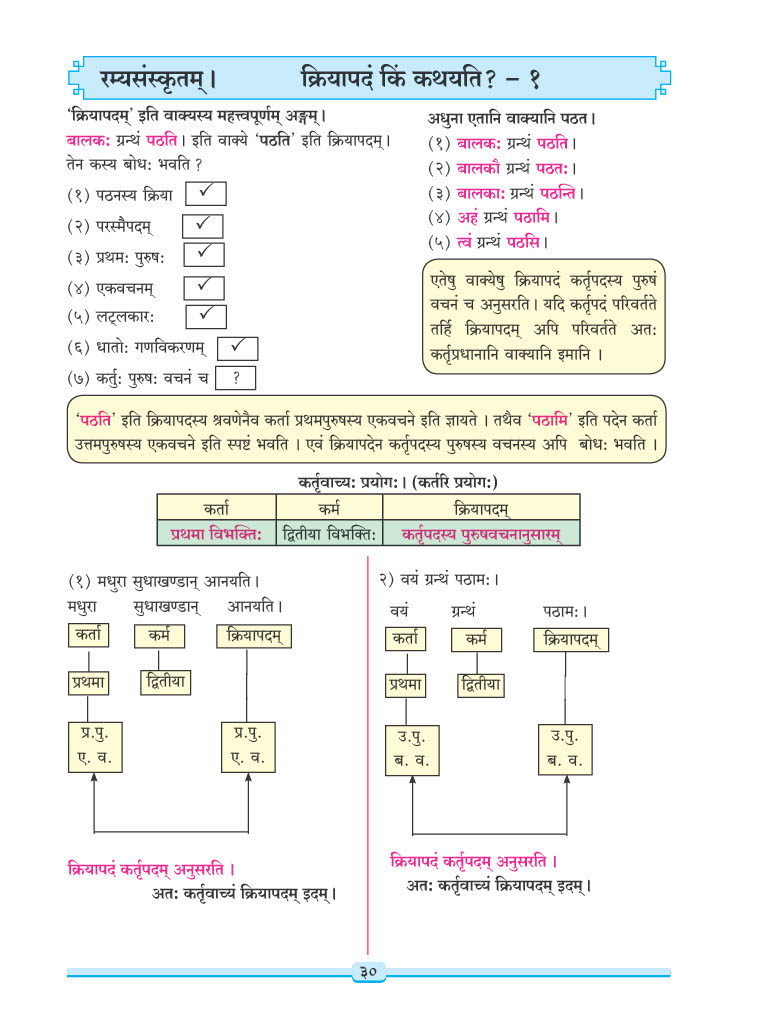 रम्यसंस्कृतम्। क्रियापदं किं कथयति? – १
‘क्रियापदम्’ इति वाक्यस्य महत्त्वपूर्णम् अङ्गम्।
बालकः ग्रन्थं पठति। इति वाक्ये ‘पठति’ इति क्रियापदम्।
तेन कस्य बोधः भवति ?
(१) पठनस्य क्रिया ✓
(२) परस्मैपदम् ✓
(३) प्रथमः पुरुषः ✓
(४) एकवचनम् ✓
(५) लट्लकारः ✓
(६) धातोः गणविकरणम् ✓
(७) कर्तुः पुरुषः वचनं च ?
अधुना एतानि वाक्यानि पठत।
(१) बालकः ग्रन्थं पठति।
(२) बालकौ ग्रन्थं पठतः।
(३) बालकाः ग्रन्थं पठन्ति।
(४) अहं ग्रन्थं पठामि।
(५) त्वं ग्रन्थं पठसि।
एतेषु वाक्येषु क्रियापदं कर्तृपदस्य पुरुषं
वचनं च अनुसरति। यदि कर्तृपदं परिवर्तते
तर्हि क्रियापदम् अपि परिवर्तते अतः
कर्तृप्रधानानि वाक्यानि इमानि ।
‘पठति’ इति क्रियापदस्य श्रवणेनैव कर्ता प्रथमपुरुषस्य एकवचने इति ज्ञायते । तथैव ‘पठामि’ इति पदेन कर्ता
उत्तमपुरुषस्य एकवचने इति स्पष्टं भवति । एवं क्रियापदेन कर्तृपदस्य पुरुषस्य वचनस्य अपि बोधः भवति ।
कर्तृवाच्यः प्रयोगः। (कर्तरि प्रयोगः)
कर्ता कर्म क्रियापदम्
प्रथमा विभक्तिः द्वितीया विभक्तिः कर्तृपदस्य पुरुषवचनानुसारम्
(१) मधुरा सुधाखण्डान् आनयति।
मधुरा सुधाखण्डान् आनयति।
कर्ता कर्म क्रियापदम्
प्रथमा द्वितीया
प्र.पु. प्र.पु.
ए. व. ए. व.
क्रियापदं कर्तृपदम् अनुसरति ।
अतः कर्तृवाच्यं क्रियापदम् इदम्।
२) वयं ग्रन्थं पठामः।
वयं ग्रन्थं पठामः।
कर्ता कर्म क्रियापदम्
प्रथमा द्वितीया
उ.पु. उ.पु.
ब. व. ब. व.
क्रियापदं कर्तृपदम् अनुसरति ।
अतः कर्तृवाच्यं क्रियापदम् इदम्।
३०